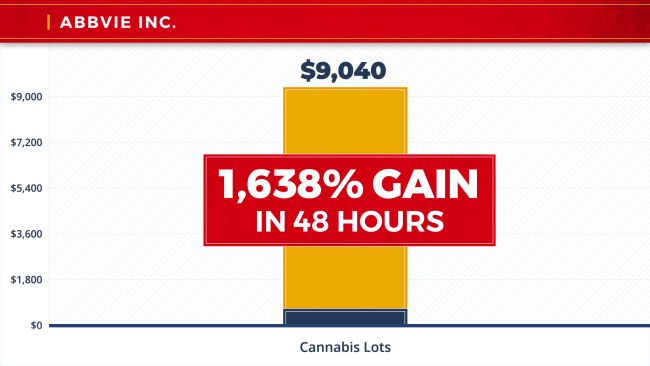 ABBVIE INC.
$9,040
$9,000
$7,200
1,638% GAIN
$5,400
IN 48 HOURS
$3,600
$1,800
$0
Cannabis Lots